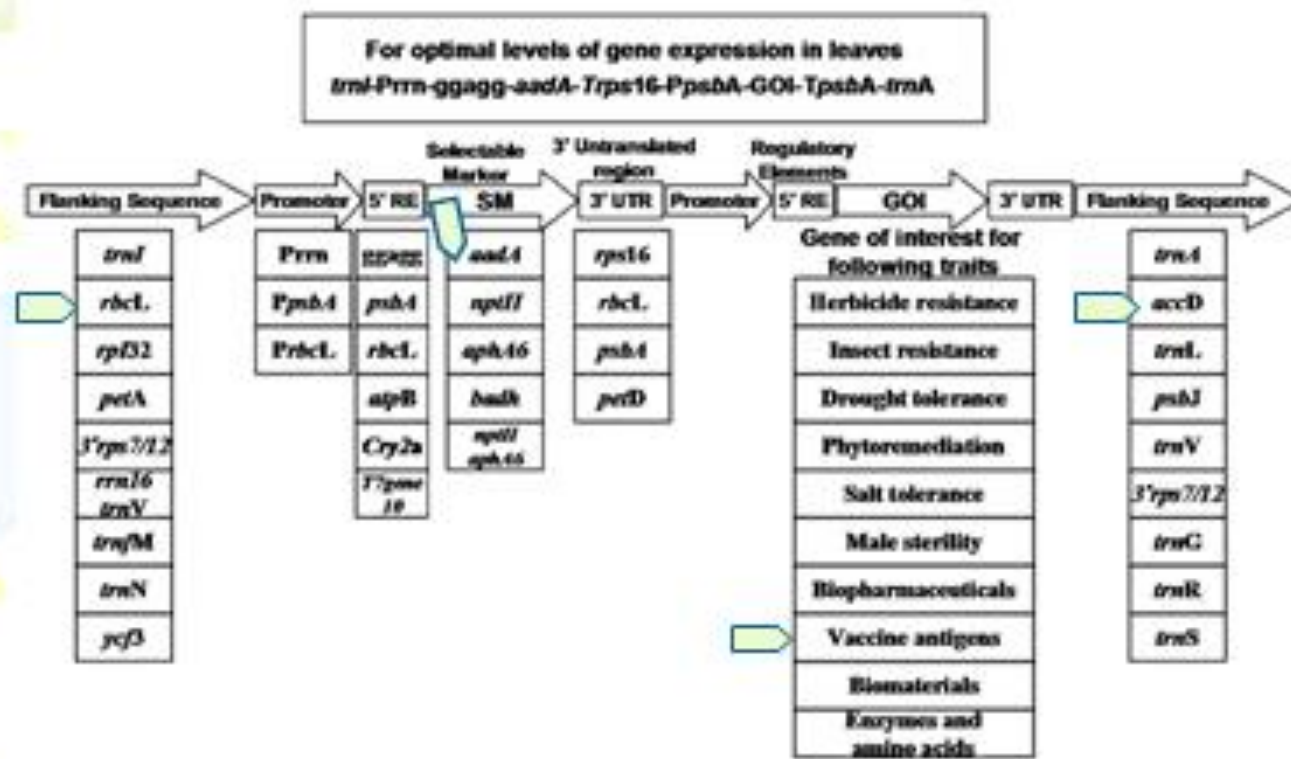 For optimal levels of gene expression in leaves
trnI-Prrn-ggagg-aadA-Trps16-PpsbA-GOI-TpsbA-trnA
Selectable
Marker
3' Untranslated
region
Regulatory
Elements
Flanking Sequence
Promotor
5' RE
SM
3' UTR
Promotor
5' RE
GOI
3' UTR
Flanking Sequence
trnI
rbcL
rpl32
petA
3'rps7/12
rrn16
trnV
trnfM
trnN
ycf3
Prrn
PpsbA
PrbcL
ggagg
psbA
rbcL
atpB
Cry2a
T7gene
10
aadA
nptII
aphA6
badh
nptII
aphA6
rps16
rbcL
psbA
petD
Gene of interest for
following traits
Herbicide resistance
Insect resistance
Drought tolerance
Phytoremediation
Salt tolerance
Male sterility
Biopharmaceuticals
Vaccine antigens
Biomaterials
Enzymes and
amine acids
trnA
accD
trnL
psbJ
trnV
3'rps7/12
trnG
trnR
trnS